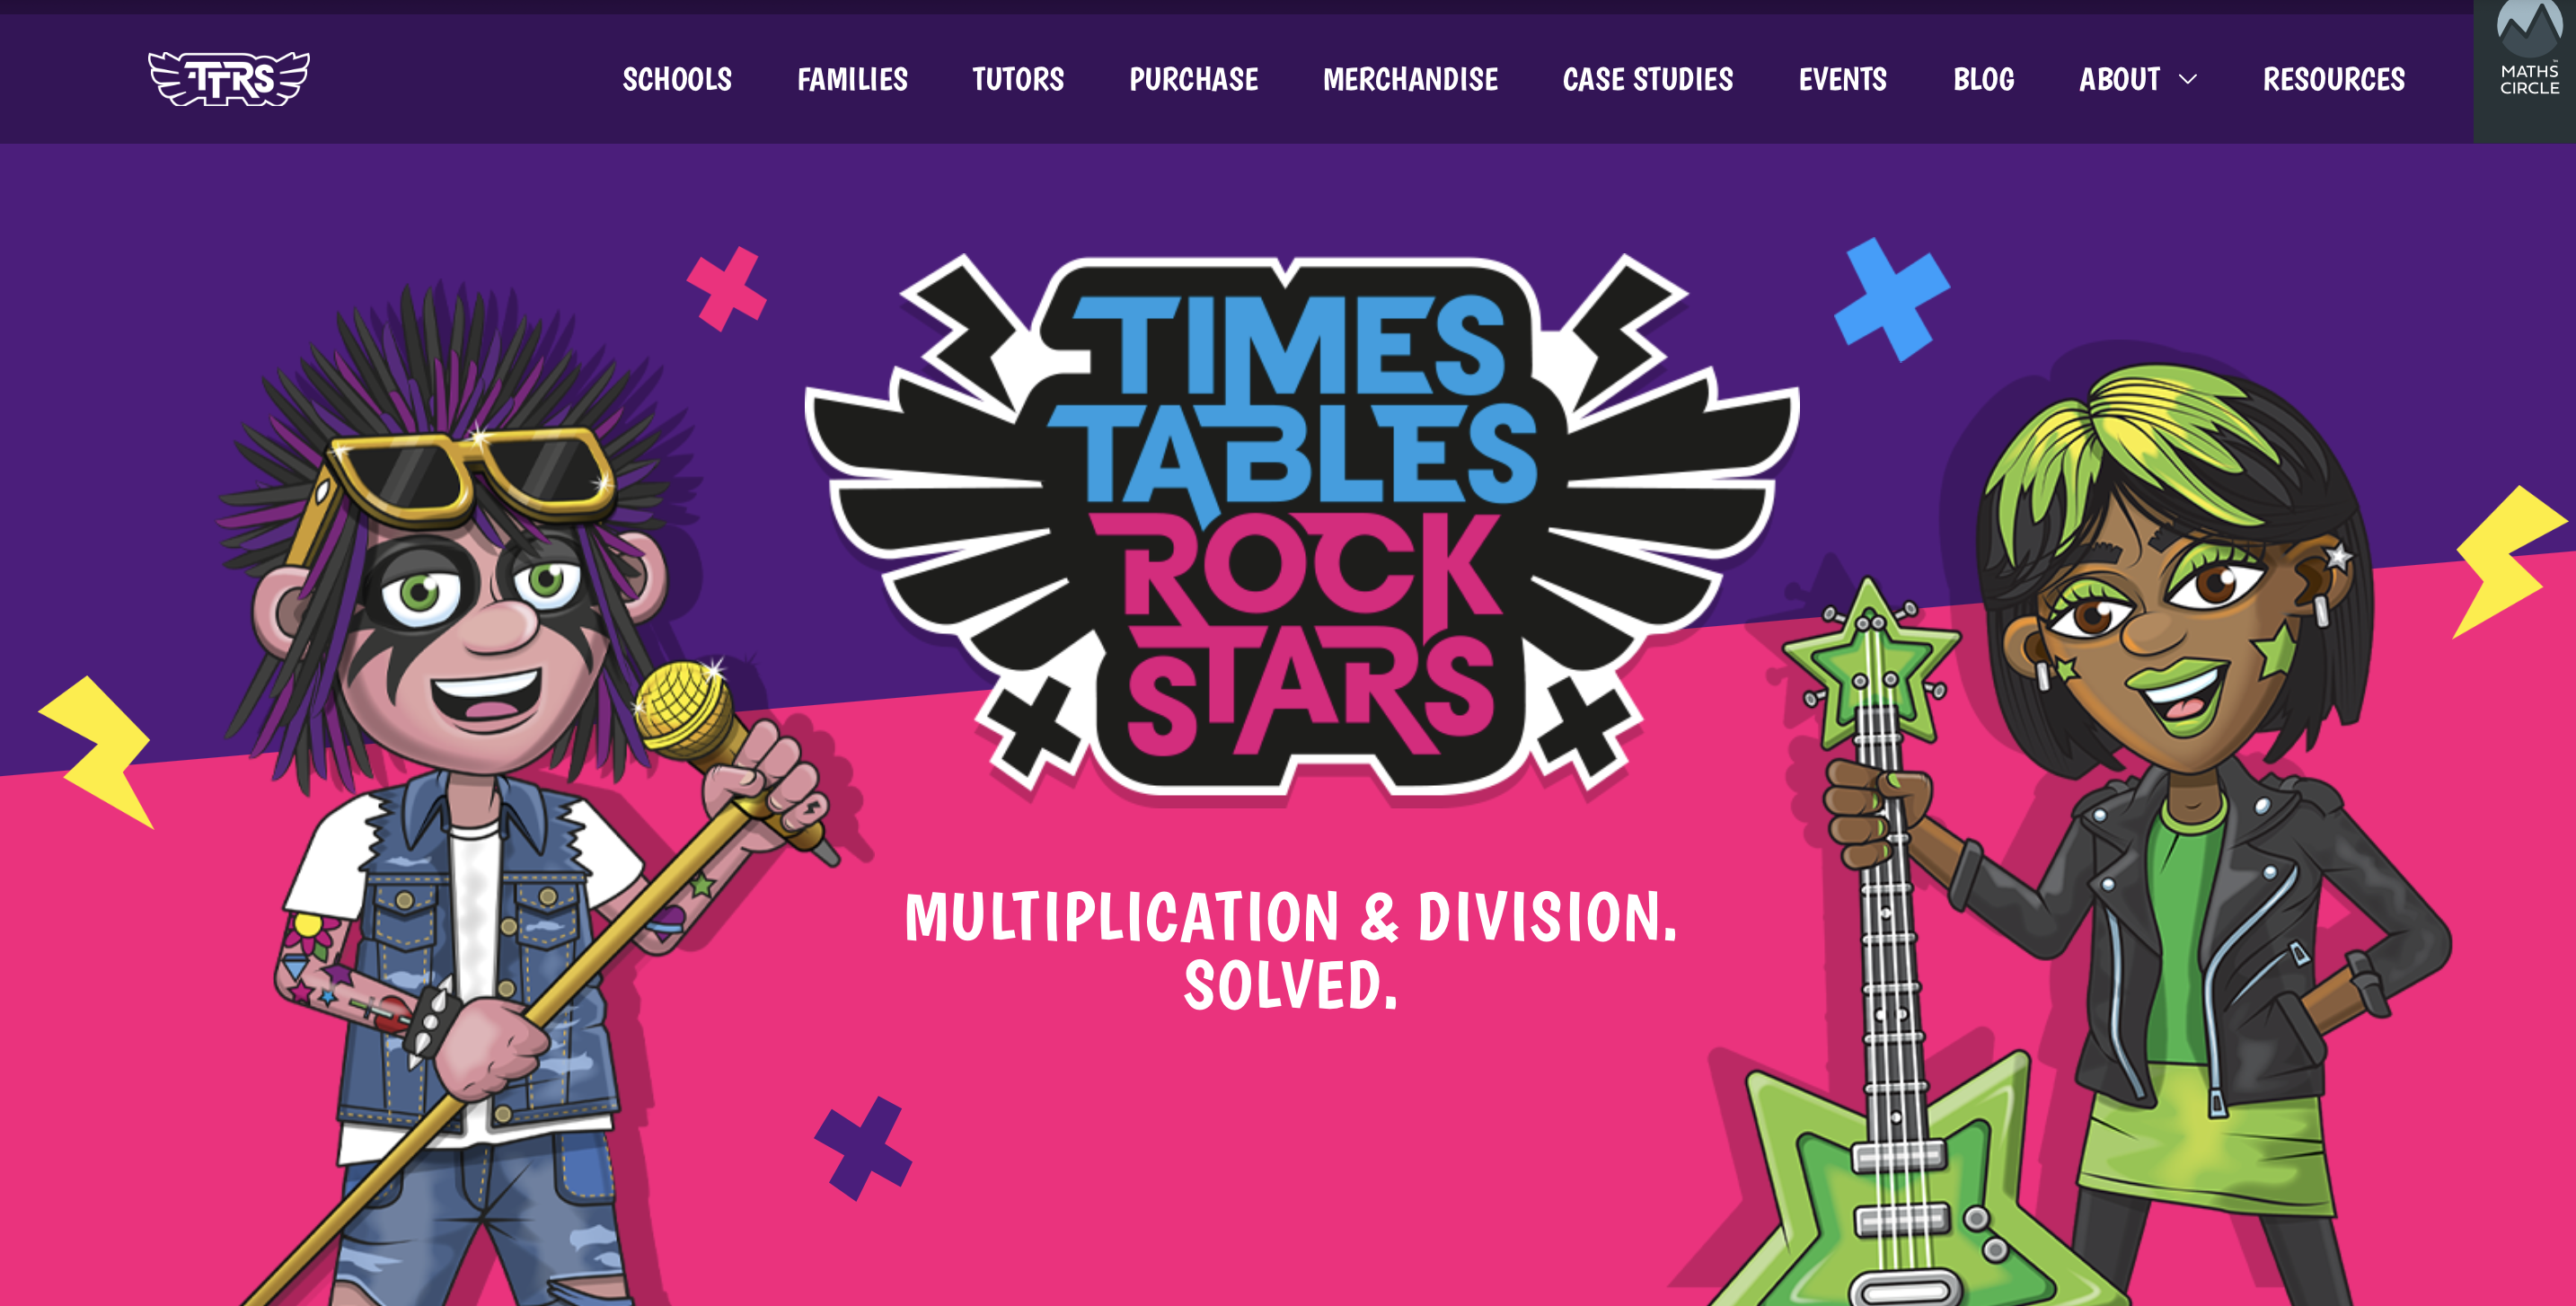 TTRS
SCHOOLS
FAMILIES
TUTORS
PURCHASE
MERCHANDISE
CASE STUDIES
EVENTS
BLOG
ABOUT
RESOURCES
MATHS
CIRCLE
TIMES
TABLES
ROCK
STARS
MULTIPLICATION & DIVISION.
SOLVED.